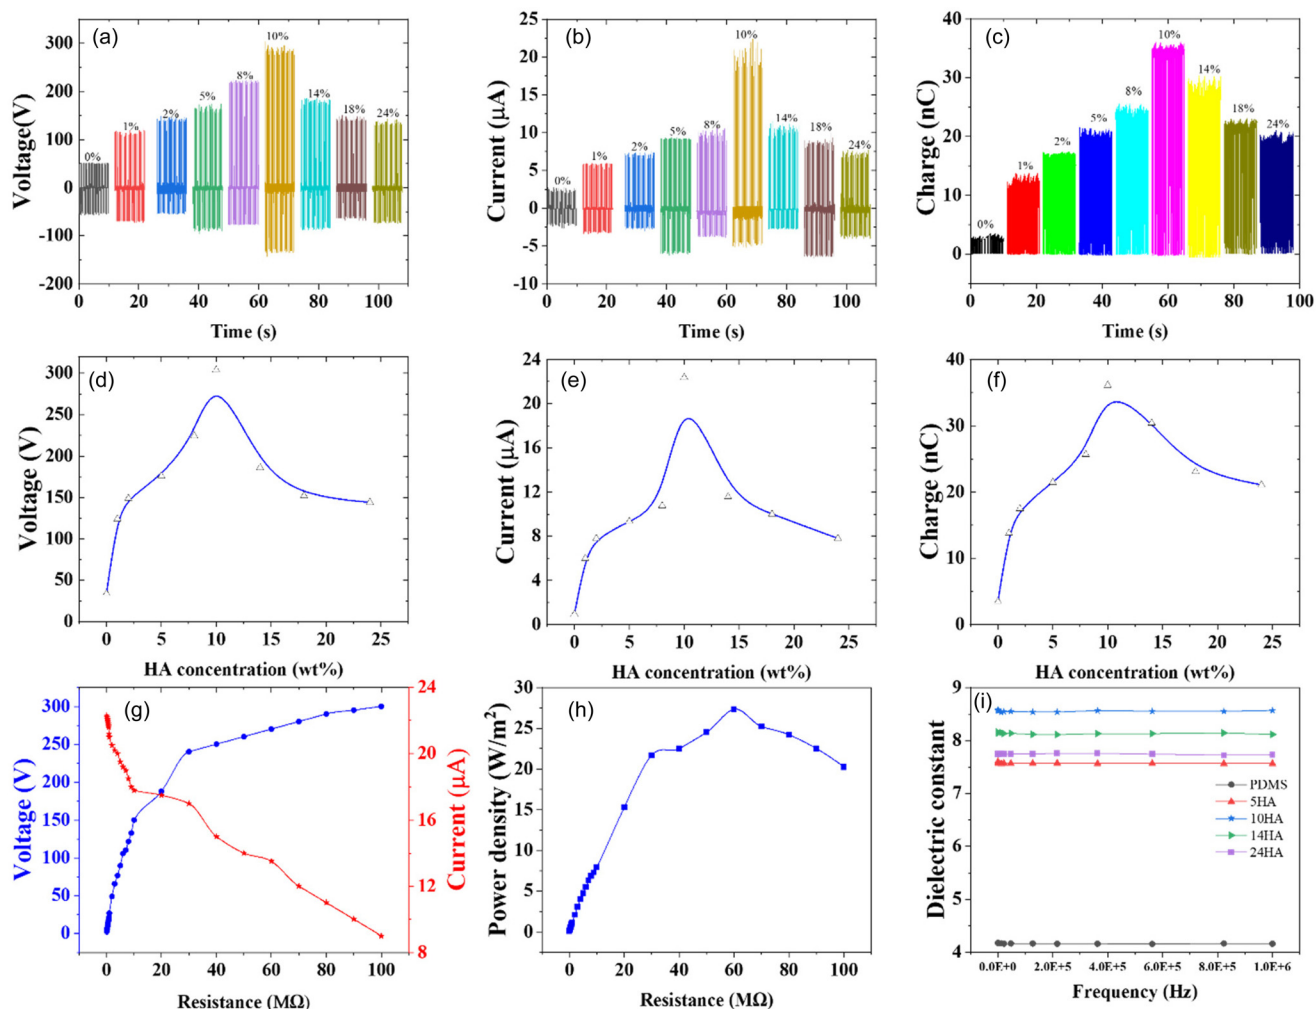 (a)
Voltage(V)
300
200
100
0
-100
-200
0%
1%
2%
5%
8%
10%
14%
18%
24%
0 20 40 60 80 100
Time (s)
(b)
Current (μA)
25
20
15
10
5
0
-5
-10
0%
1%
2%
5%
8%
10%
14%
18%
24%
0 20 40 60 80 100
Time (s)
(c)
Charge (nC)
40
30
20
10
0
0%
1%
2%
5%
8%
10%
14%
18%
24%
0 20 40 60 80 100
Time (s)
(d)
Voltage (V)
300
250
200
150
100
50
0
0 5 10 15 20 25
HA concentration (wt%)
(e)
Current (μA)
24
20
16
12
8
4
0
0 5 10 15 20 25
HA concentration (wt%)
(f)
Charge (nC)
40
30
20
10
0
0 5 10 15 20 25
HA concentration (wt%)
(g)
Voltage (V)
300
250
200
150
100
50
0
24
20
16
12
8
Current (μA)
0 20 40 60 80 100
Resistance (MΩ)
(h)
Power density (W/m²)
30
25
20
15
10
5
0
0 20 40 60 80 100
Resistance (MΩ)
(i)
Dielectric constant
9
8
7
6
5
4
PDMS
5HA
10HA
14HA
24HA
0.0E+0 2.0E+5 4.0E+5 6.0E+5 8.0E+5 1.0E+6
Frequency (Hz)